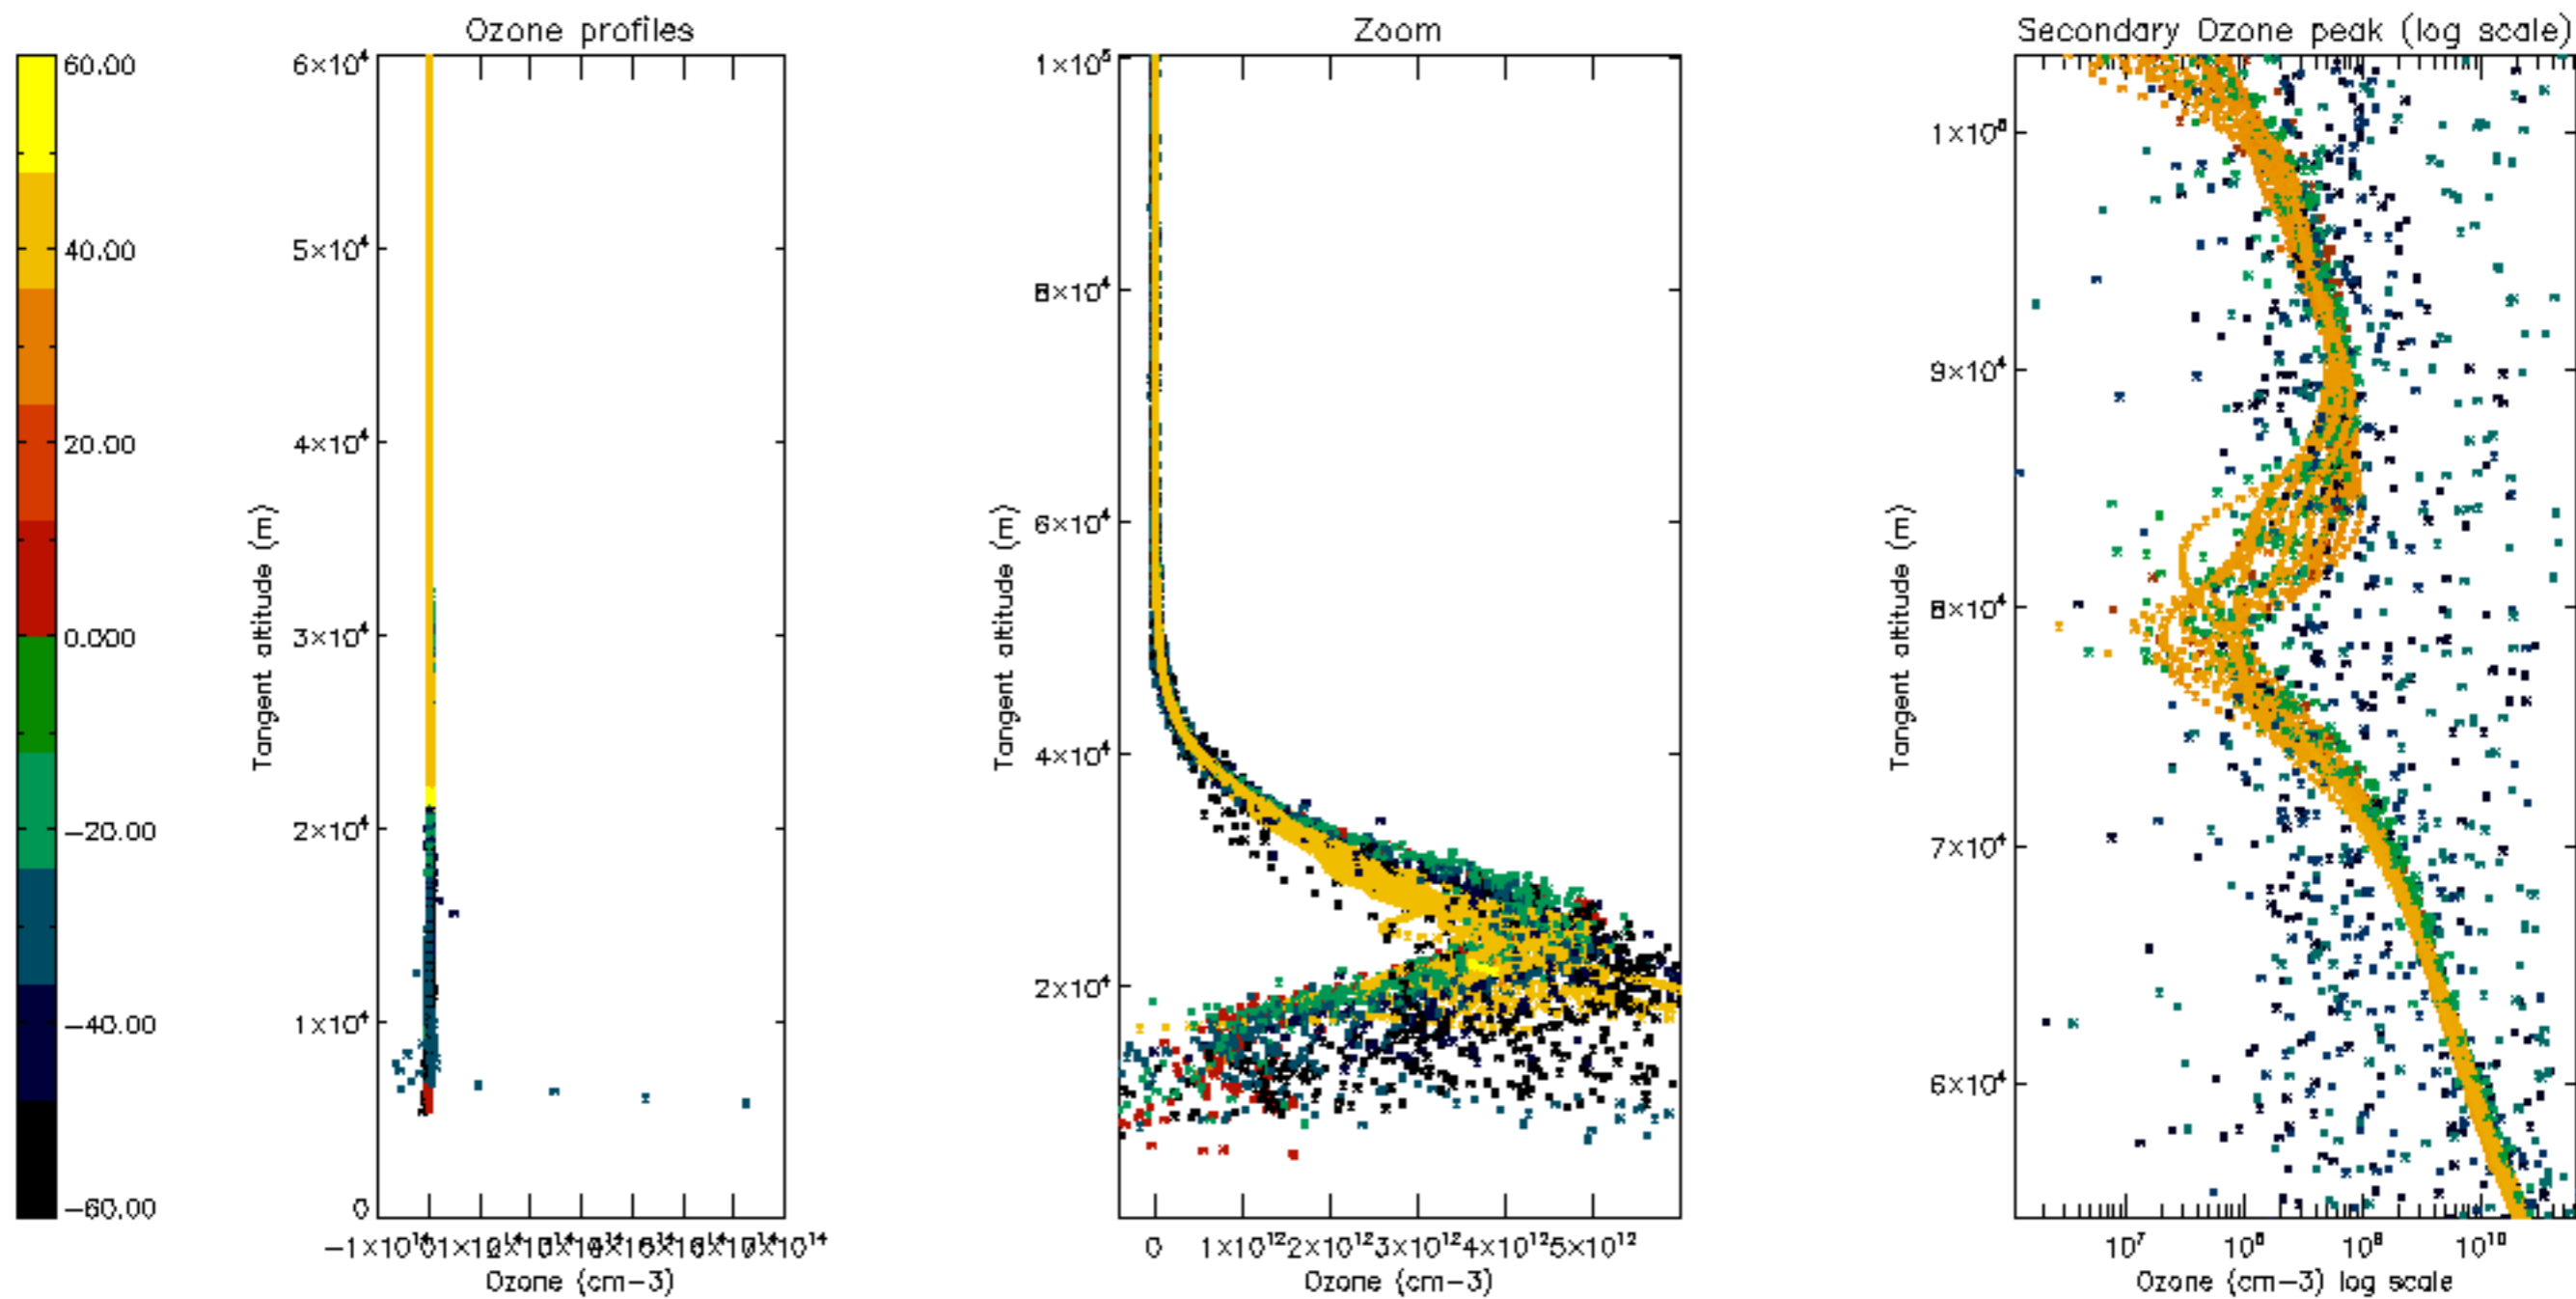 Ozone profiles
Zoom
Secondary Ozone peak (log scale)
60.00
40.00
20.00
0.000
-20.00
-40.00
-60.00
6×10⁴
5×10⁴
4×10⁴
3×10⁴
2×10⁴
1×10⁴
0
Tangent altitude (m)
Ozone (cm-3)
1×10⁵
8×10⁴
6×10⁴
4×10⁴
2×10⁴
Tangent altitude (m)
0 1×10¹² 2×10¹² 3×10¹² 4×10¹² 5×10¹²
Ozone (cm-3)
9×10⁴
8×10⁴
7×10⁴
6×10⁴
Tangent altitude (m)
10⁷ 10⁸ 10⁹ 10¹⁰
Ozone (cm-3) log scale